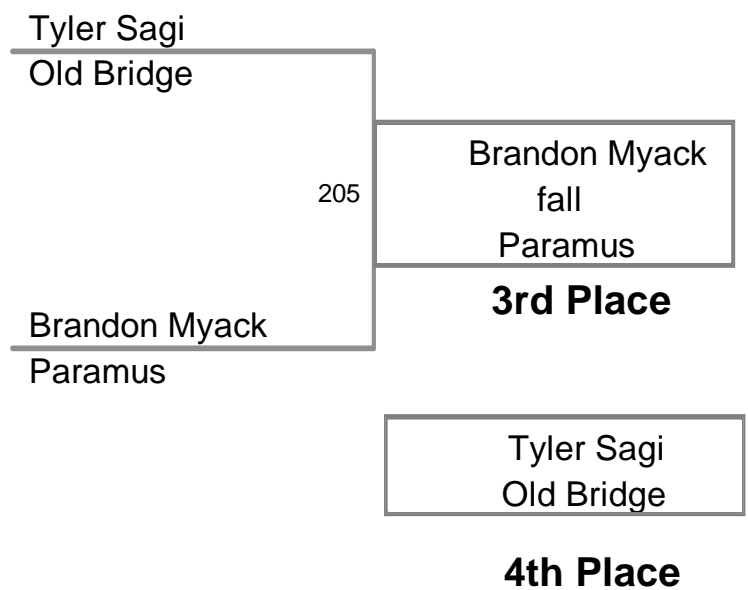 Tyler Sagi
Old Bridge
Brandon Myack
205
fall
Paramus
3rd Place
Brandon Myack
Paramus
Tyler Sagi
Old Bridge
4th Place